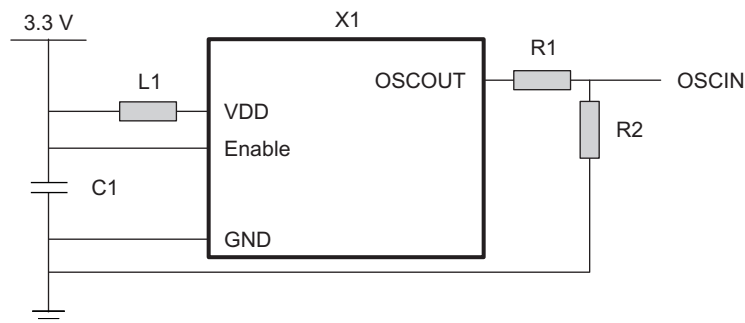 3.3 V
X1
R1
OSCOUT
OSCIN
L1
VDD
R2
Enable
C1
GND